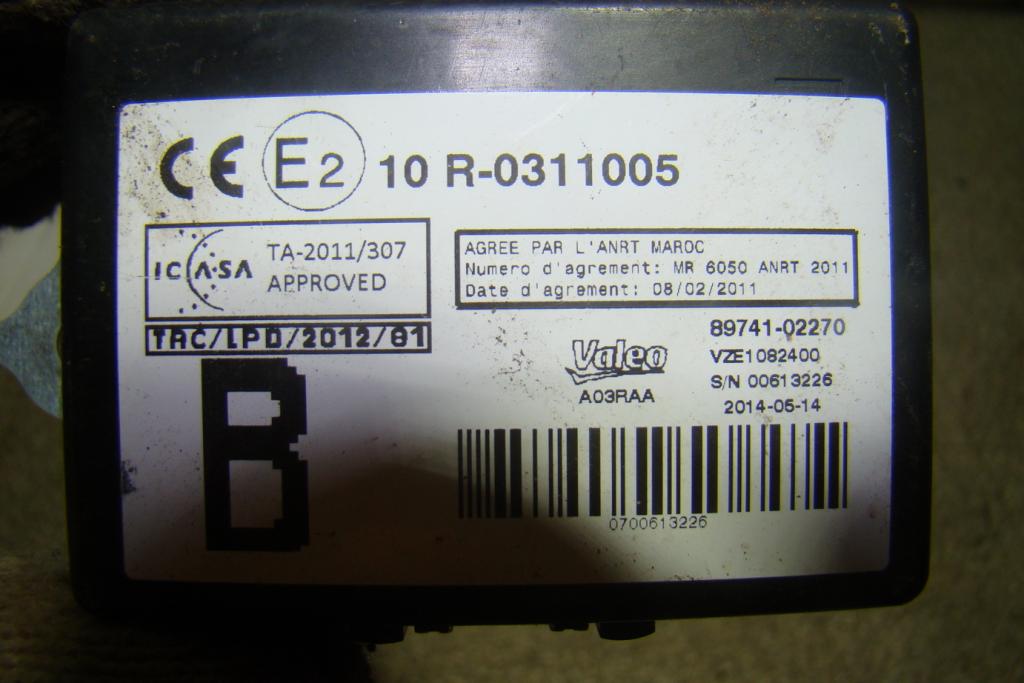 CE E2 10 R-0311005
ICASA TA-2011/307
APPROVED
AGREE PAR L'ANRT MAROC
Numero d'agrement: MR 6050 ANRT 2011
Date d'agrement: 08/02/2011
TRC/LPD/2012/81
B
Valeo
A03RAA
89741-02270
VZE1082400
S/N 00613226
2014-05-14
0700613226